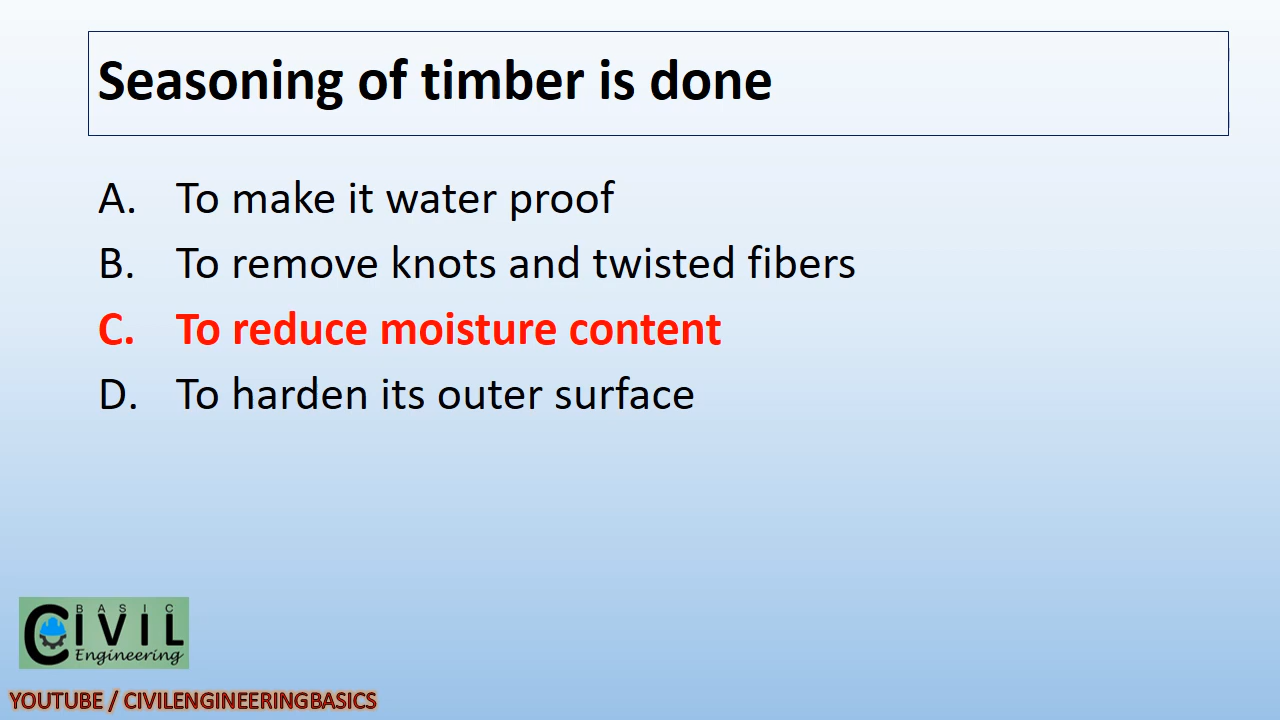 Seasoning of timber is done
A. To make it water proof
B. To remove knots and twisted fibers
C. To reduce moisture content
D. To harden its outer surface
BASIC
CIVIL
Engineering
YOUTUBE / CIVILENGINEERINGBASICS